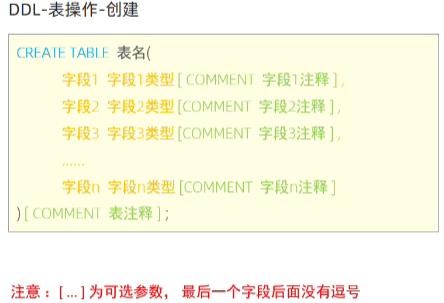 DDL-表操作-创建
CREATE TABLE 表名(
字段1 字段1类型[ COMMENT 字段1注释 ] ,
字段2 字段2类型[ COMMENT 字段2注释 ] ,
字段3 字段3类型[ COMMENT 字段3注释 ] ,
......
字段n 字段n类型[COMMENT 字段n注释 ]
) [ COMMENT 表注释 ] ;
注意：[ ... ] 为可选参数， 最后一个字段后面没有逗号